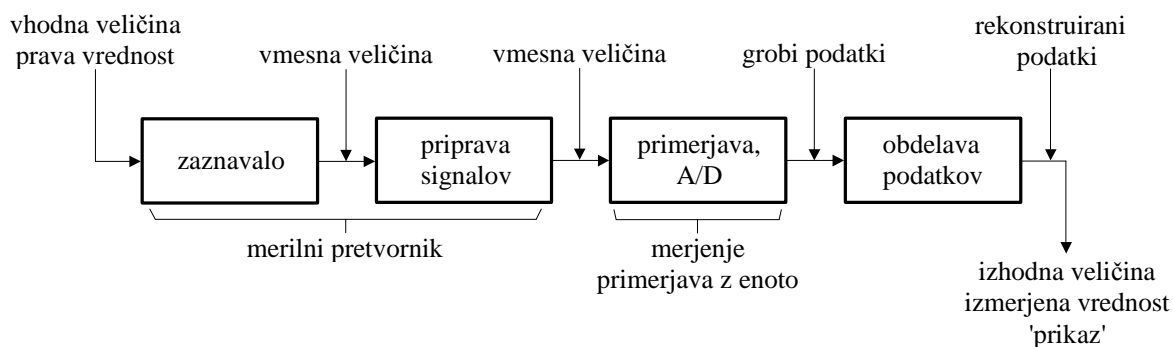 vhodna veličina
prava vrednost
vmesna veličina
vmesna veličina
grobi podatki
rekonstruirani
podatki
zaznavalo
priprava
signalov
primerjava,
A/D
obdelava
podatkov
merilni pretvornik
merjenje
primerjava z enoto
izhodna veličina
izmerjena vrednost
'prikaz'